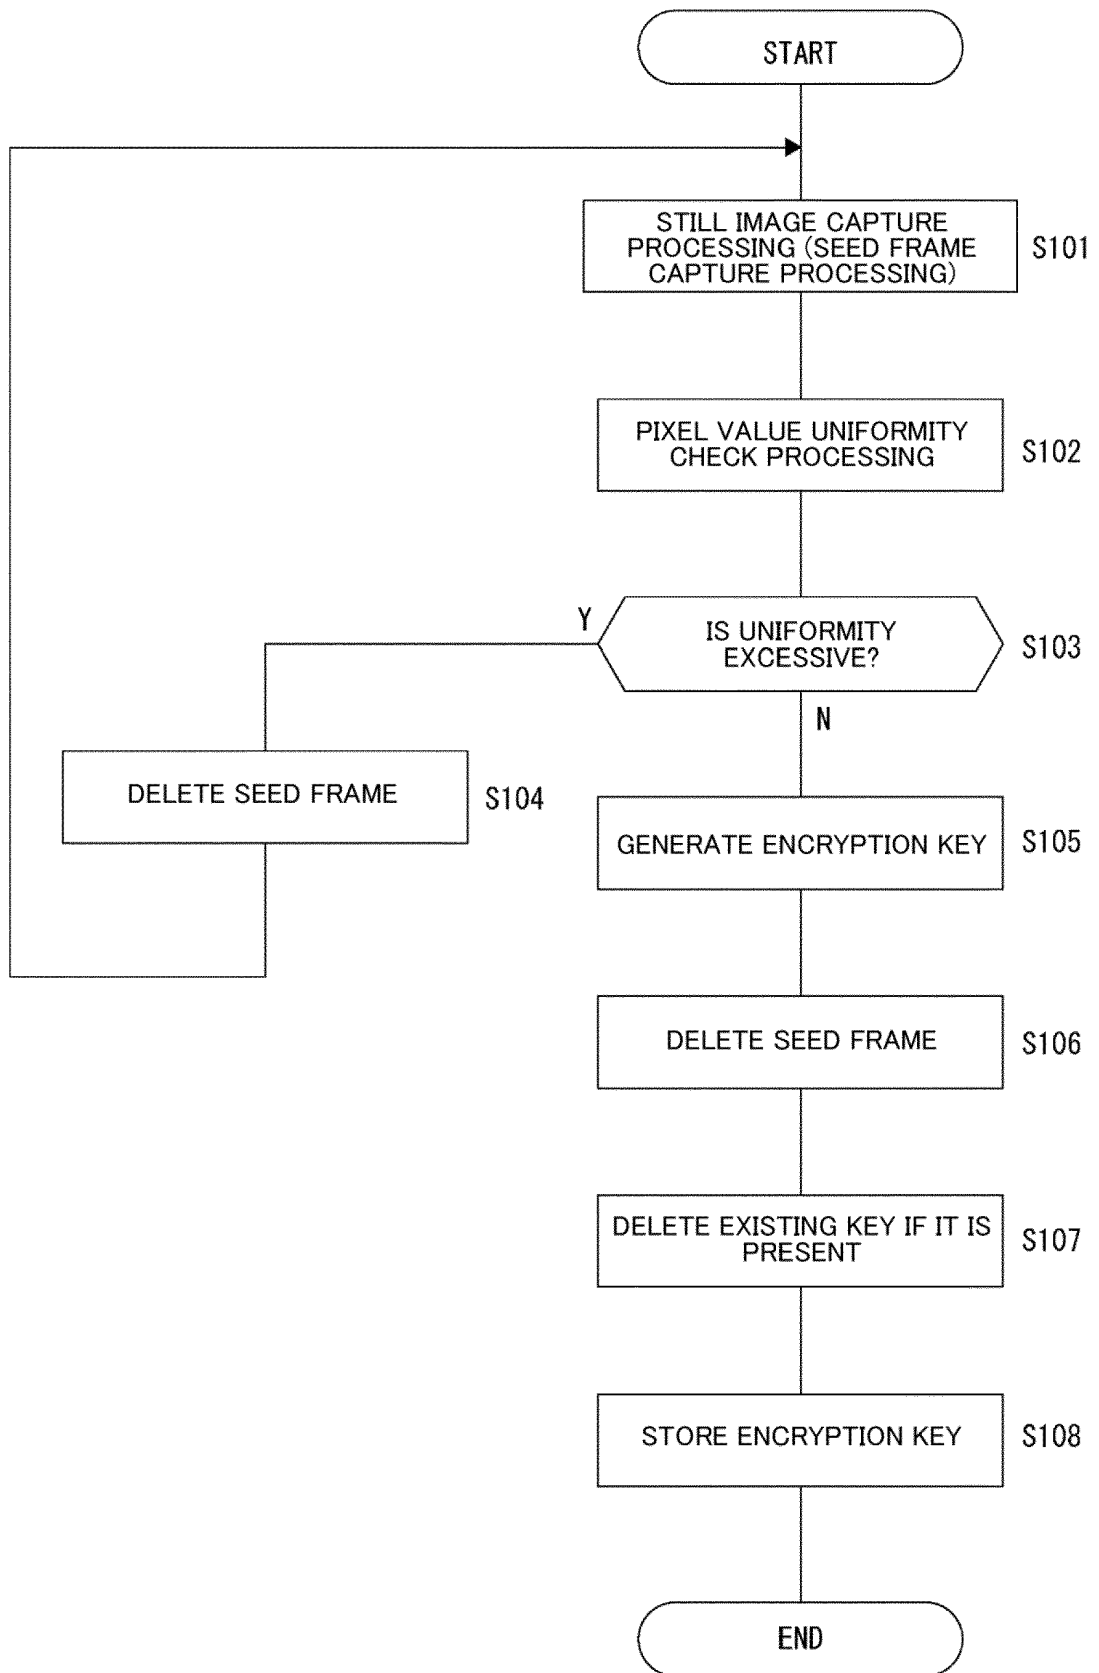 START
STILL IMAGE CAPTURE
PROCESSING (SEED FRAME
CAPTURE PROCESSING)
S101
PIXEL VALUE UNIFORMITY
CHECK PROCESSING
S102
Y
IS UNIFORMITY
EXCESSIVE?
S103
N
DELETE SEED FRAME
S104
GENERATE ENCRYPTION KEY
S105
DELETE SEED FRAME
S106
DELETE EXISTING KEY IF IT IS
PRESENT
S107
STORE ENCRYPTION KEY
S108
END